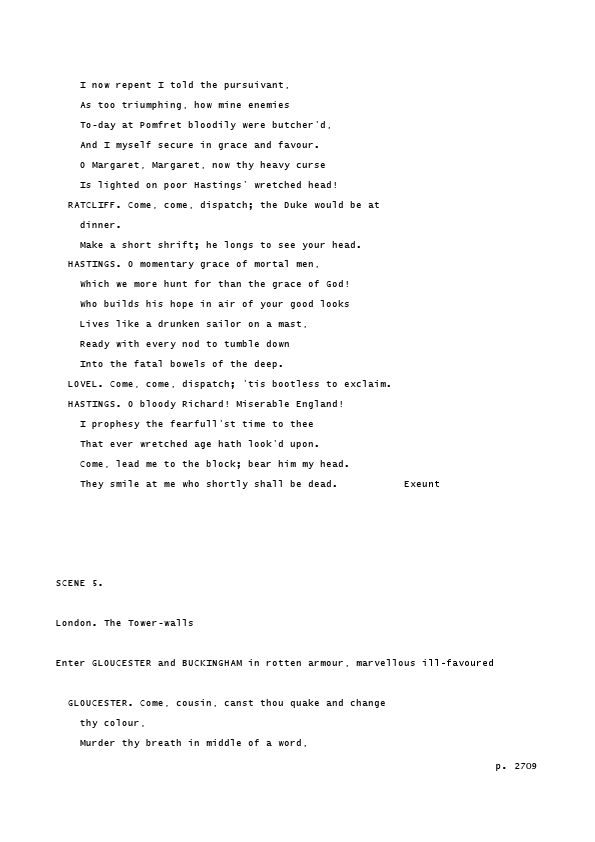 I now repent I told the pursuivant,
As too triumphing, how mine enemies
To-day at Pomfret bloodily were butcher'd,
And I myself secure in grace and favour.
O Margaret, Margaret, now thy heavy curse
Is lighted on poor Hastings' wretched head!
RATCLIFF. Come, come, dispatch; the Duke would be at
dinner.
Make a short shrift; he longs to see your head.
HASTINGS. O momentary grace of mortal men,
Which we more hunt for than the grace of God!
Who builds his hope in air of your good looks
Lives like a drunken sailor on a mast,
Ready with every nod to tumble down
Into the fatal bowels of the deep.
LOVEL. Come, come, dispatch; 'tis bootless to exclaim.
HASTINGS. O bloody Richard! Miserable England!
I prophesy the fearfull'st time to thee
That ever wretched age hath look'd upon.
Come, lead me to the block; bear him my head.
They smile at me who shortly shall be dead. Exeunt
SCENE 5.
London. The Tower-walls
Enter GLOUCESTER and BUCKINGHAM in rotten armour, marvellous ill-favoured
GLOUCESTER. Come, cousin, canst thou quake and change
thy colour,
Murder thy breath in middle of a word,
p. 2709